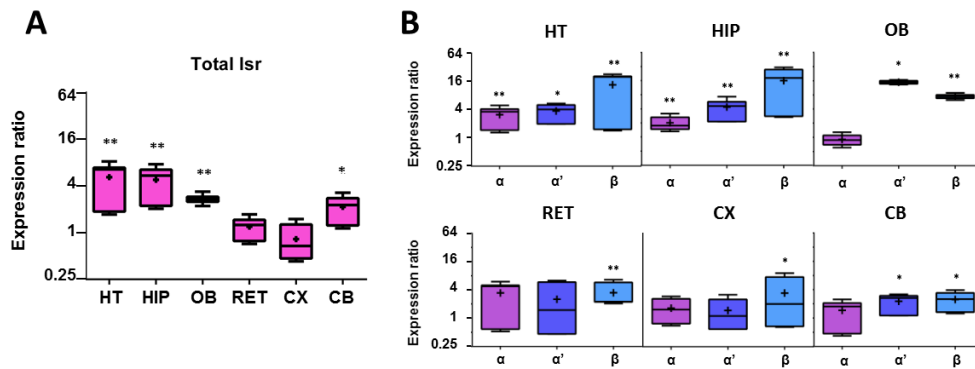 A
Total Isr
Expression ratio
64
16
4
1
0.25
** ** ** *
HT HIP OB RET CX CB
B
HT HIP OB
Expression ratio
64
16
4
1
0.25
** * ** ** ** ** * **
α α’ β α α’ β α α’ β
RET CX CB
Expression ratio
64
16
4
1
0.25
** * * *
α α’ β α α’ β α α’ β